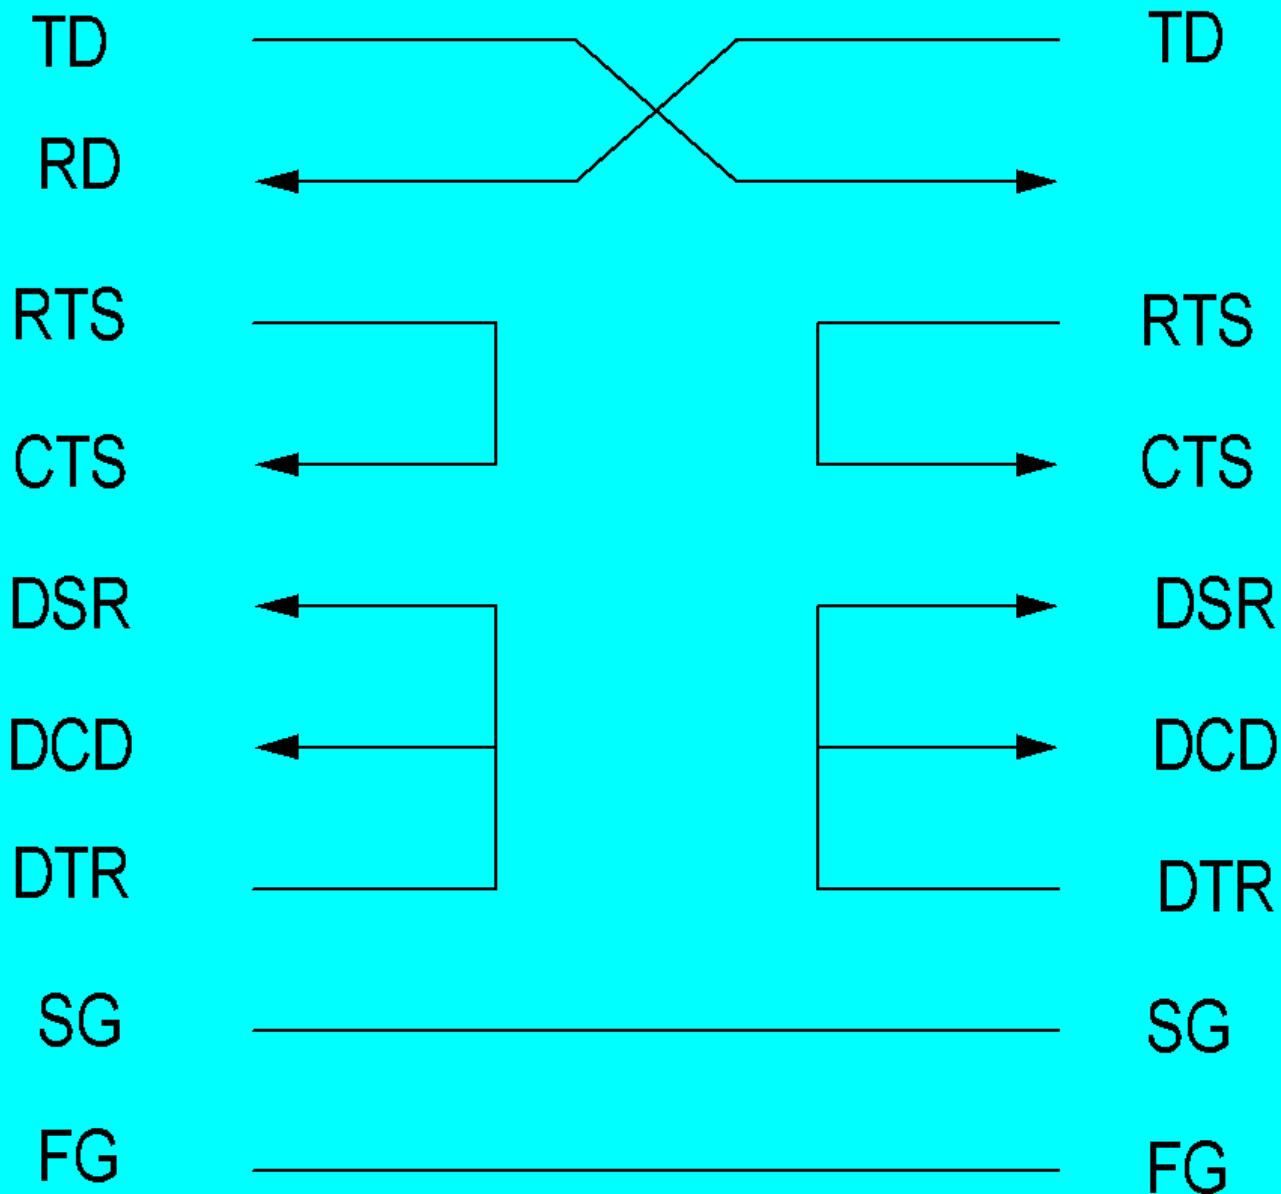 TD TD
RD
RTS RTS
CTS CTS
DSR DSR
DCD DCD
DTR DTR
SG SG
FG FG